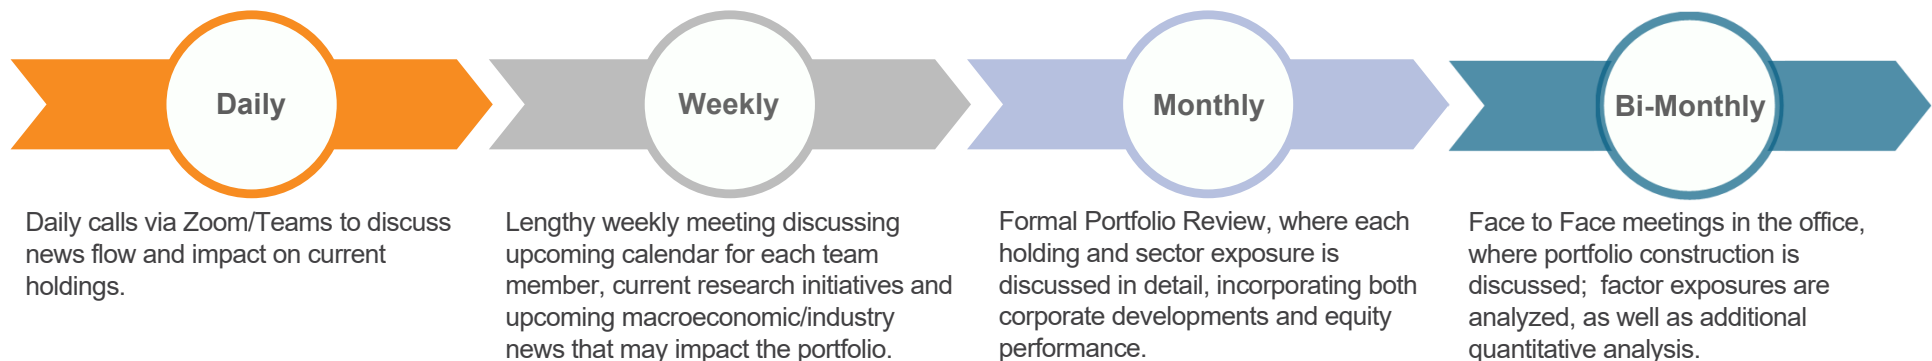 Daily
Daily calls via Zoom/Teams to discuss
news flow and impact on current
holdings.
Weekly
Lengthy weekly meeting discussing
upcoming calendar for each team
member, current research initiatives and
upcoming macroeconomic/industry
news that may impact the portfolio.
Monthly
Formal Portfolio Review, where each
holding and sector exposure is
discussed in detail, incorporating both
corporate developments and equity
performance.
Bi-Monthly
Face to Face meetings in the office,
where portfolio construction is
discussed;  factor exposures are
analyzed, as well as additional
quantitative analysis.